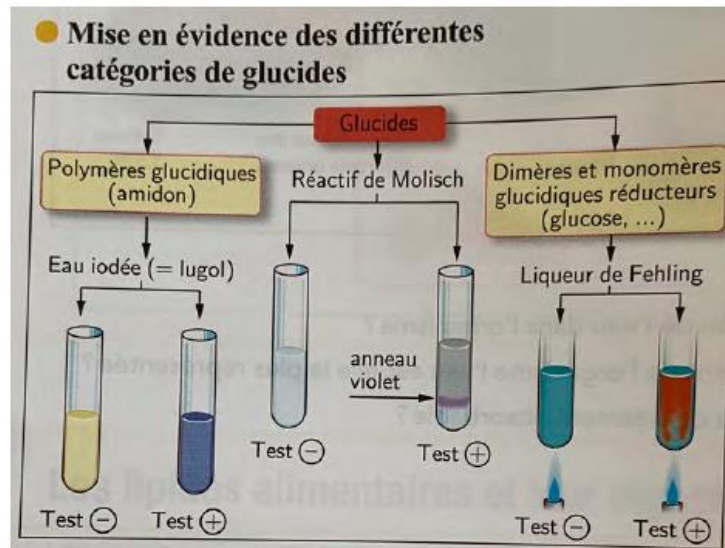 Mise en évidence des différentes
catégories de glucides
Glucides
Polymères glucidiques
(amidon)
Réactif de Molisch
Dimères et monomères
glucidiques réducteurs
(glucose, ...)
Eau iodée (= lugol)
Liqueur de Fehling
anneau
violet
Test ⊖
Test ⊕
Test ⊖
Test ⊕
Test ⊖
Test ⊕